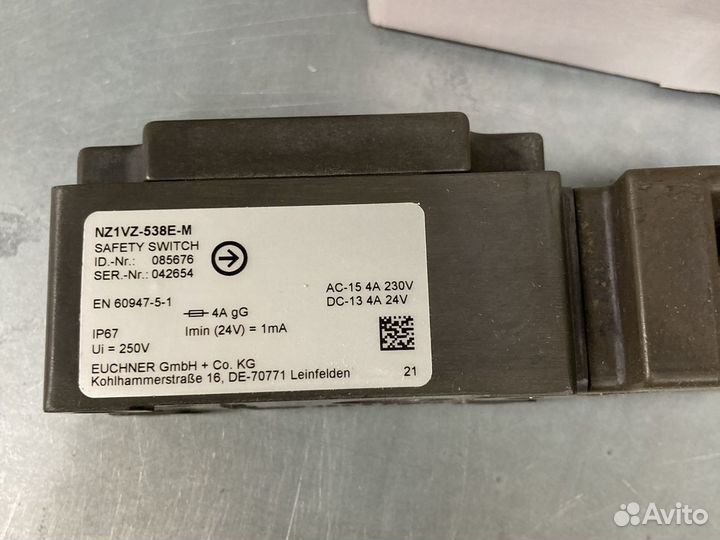 NZ1VZ-538E-M
SAFETY SWITCH
ID.-Nr.: 085676
SER.-Nr.: 042654
EN 60947-5-1
4A gG
AC-15 4A 230V
DC-13 4A 24V
IP67
Imin (24V) = 1mA
Ui = 250V
EUCHNER GmbH + Co. KG
Kohlhammerstraße 16, DE-70771 Leinfelden
21
Avito